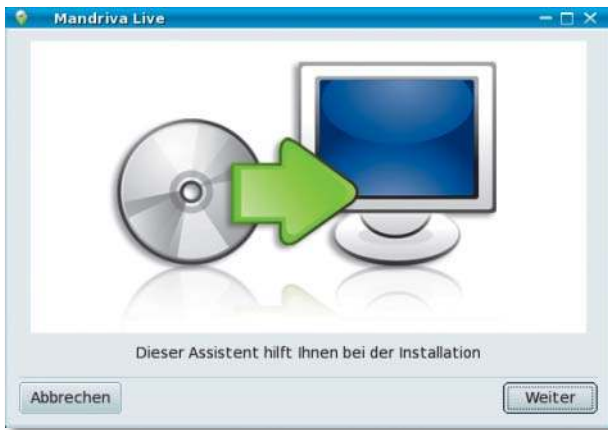 Mandriva Live
Dieser Assistent hilft Ihnen bei der Installation
Abbrechen
Weiter